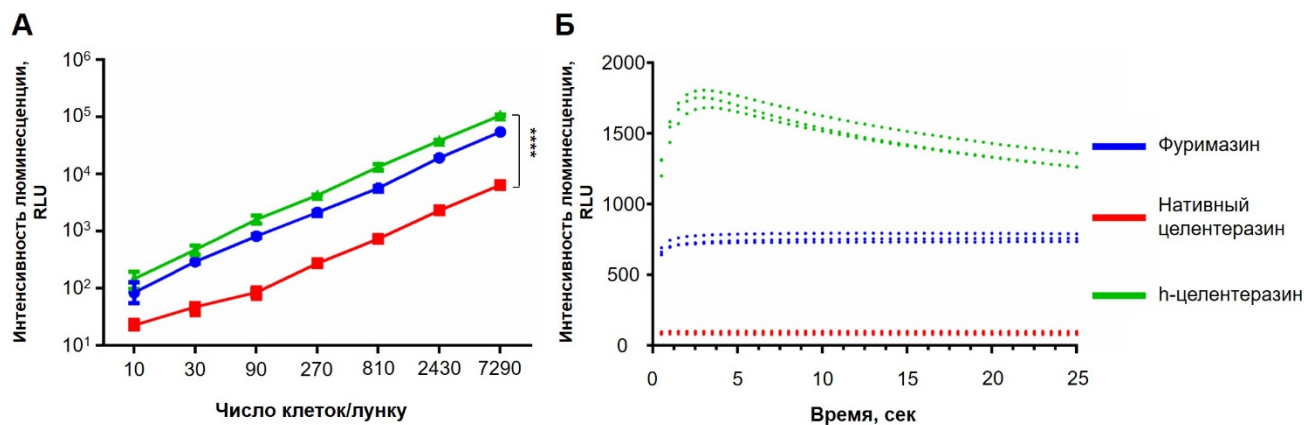 А
Интенсивность люминесценции,
RLU
10⁶
10⁵
10⁴
10³
10²
10¹
****
10 30 90 270 810 2430 7290
Число клеток/лунку
Б
Интенсивность люминесценции,
RLU
2000
1500
1000
500
0
0 5 10 15 20 25
Время, сек
Фуримазин
Нативный
целентеразин
h-целентеразин